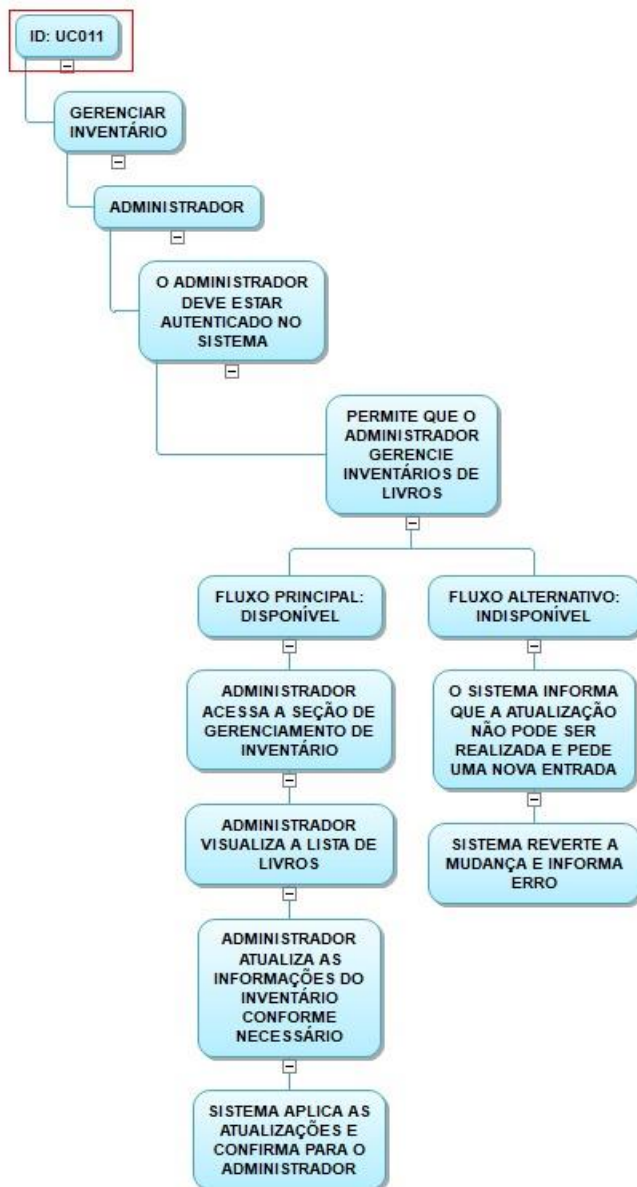 ID: UC011
GERENCIAR
INVENTÁRIO
ADMINISTRADOR
O ADMINISTRADOR
DEVE ESTAR
AUTENTICADO NO
SISTEMA
PERMITE QUE O
ADMINISTRADOR
GERENCIE
INVENTÁRIOS DE
LIVROS
FLUXO PRINCIPAL:
DISPONÍVEL
ADMINISTRADOR
ACESSA A SEÇÃO DE
GERENCIAMENTO DE
INVENTÁRIO
ADMINISTRADOR
VISUALIZA A LISTA DE
LIVROS
ADMINISTRADOR
ATUALIZA AS
INFORMAÇÕES DO
INVENTÁRIO
CONFORME
NECESSÁRIO
SISTEMA APLICA AS
ATUALIZAÇÕES E
CONFIRMA PARA O
ADMINISTRADOR
FLUXO ALTERNATIVO:
INDISPONÍVEL
O SISTEMA INFORMA
QUE A ATUALIZAÇÃO
NÃO PODE SER
REALIZADA E PEDE
UMA NOVA ENTRADA
SISTEMA REVERTE A
MUDANÇA E INFORMA
ERRO